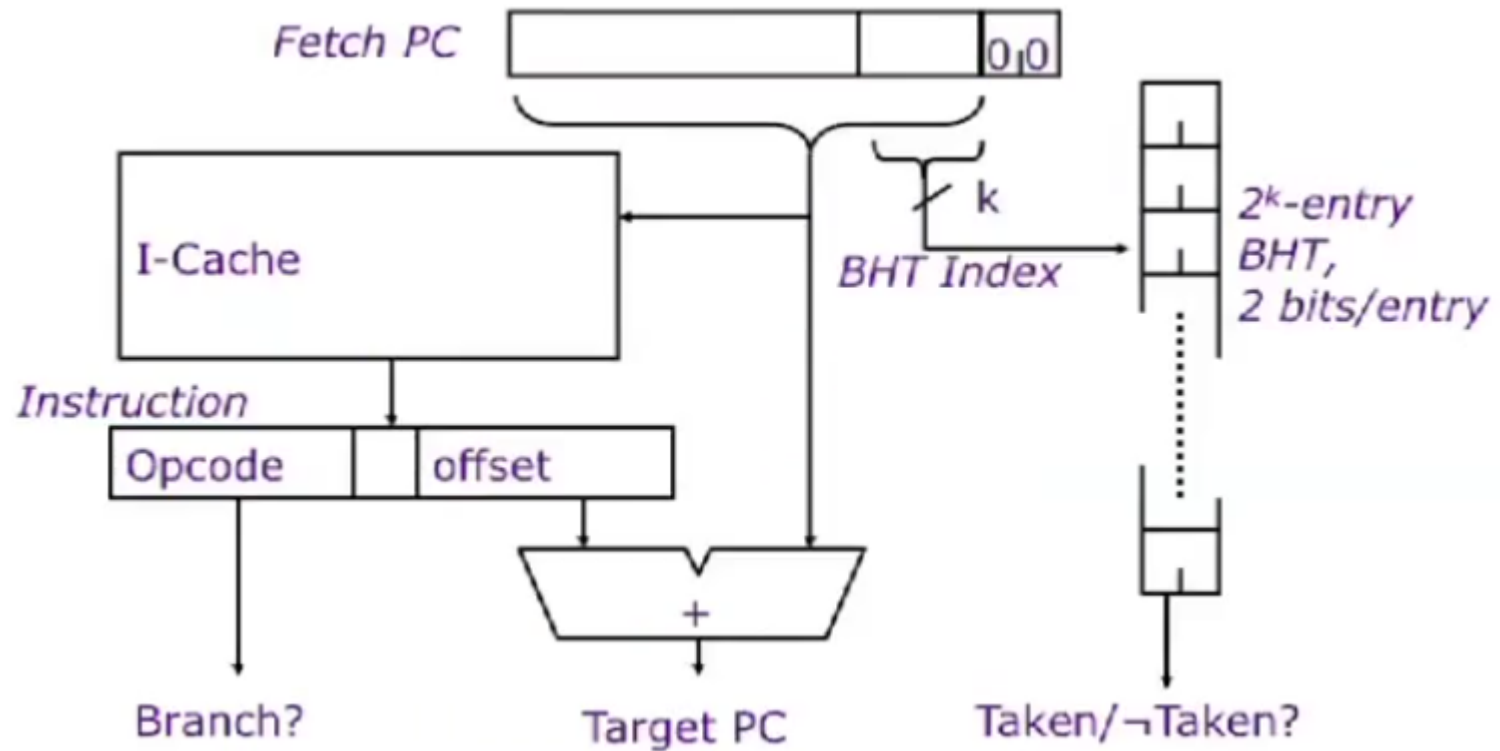 Fetch PC
0 0
k
2ᵏ-entry
BHT,
2 bits/entry
I-Cache
BHT Index
Instruction
Opcode
offset
+
Branch?
Target PC
Taken/¬Taken?